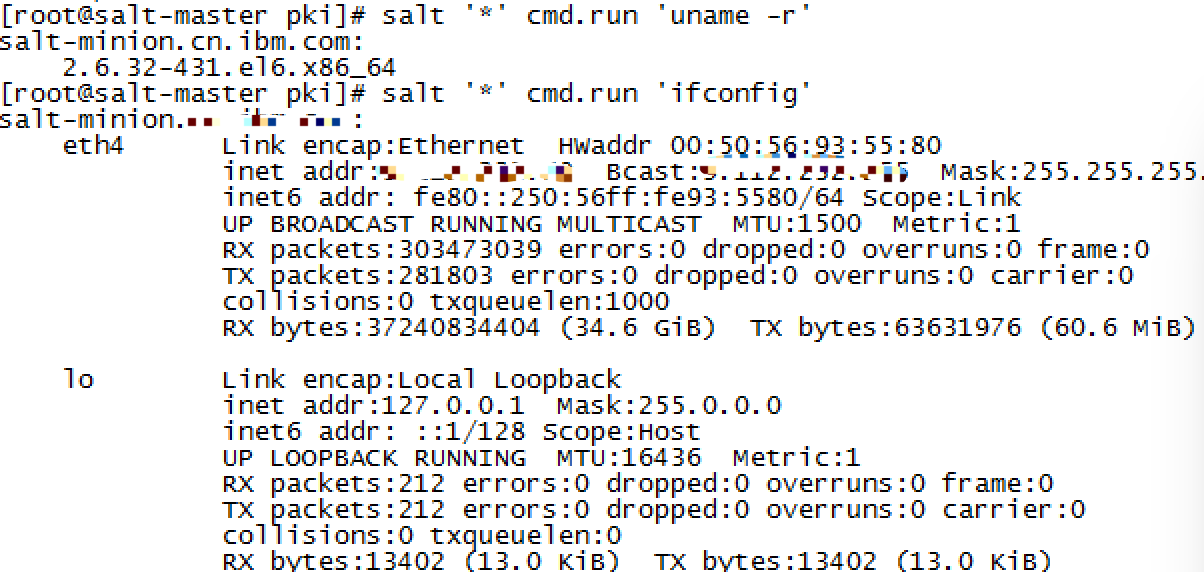 [root@salt-master pki]# salt '*' cmd.run 'uname -r'
salt-minion.cn.ibm.com:
    2.6.32-431.el6.x86_64
[root@salt-master pki]# salt '*' cmd.run 'ifconfig'
salt-minion. :
    eth4      Link encap:Ethernet  HWaddr 00:50:56:93:55:80
              inet addr:  Bcast:  Mask:255.255.255.
              inet6 addr: fe80::250:56ff:fe93:5580/64 Scope:Link
              UP BROADCAST RUNNING MULTICAST  MTU:1500  Metric:1
              RX packets:303473039 errors:0 dropped:0 overruns:0 frame:0
              TX packets:281803 errors:0 dropped:0 overruns:0 carrier:0
              collisions:0 txqueuelen:1000
              RX bytes:37240834404 (34.6 GiB)  TX bytes:63631976 (60.6 MiB)
    lo        Link encap:Local Loopback
              inet addr:127.0.0.1  Mask:255.0.0.0
              inet6 addr: ::1/128 Scope:Host
              UP LOOPBACK RUNNING  MTU:16436  Metric:1
              RX packets:212 errors:0 dropped:0 overruns:0 frame:0
              TX packets:212 errors:0 dropped:0 overruns:0 carrier:0
              collisions:0 txqueuelen:0
              RX bytes:13402 (13.0 KiB)  TX bytes:13402 (13.0 KiB)